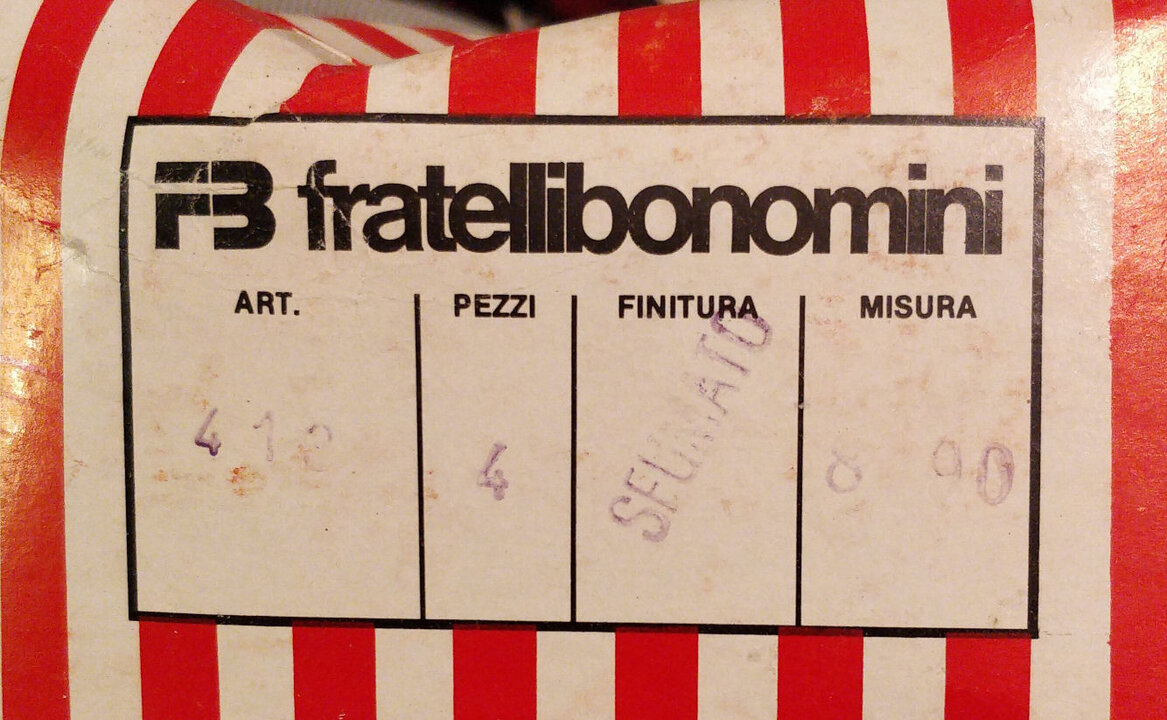 FB fratellibonomini
ART. PEZZI FINITURA MISURA
4 SFUMATO